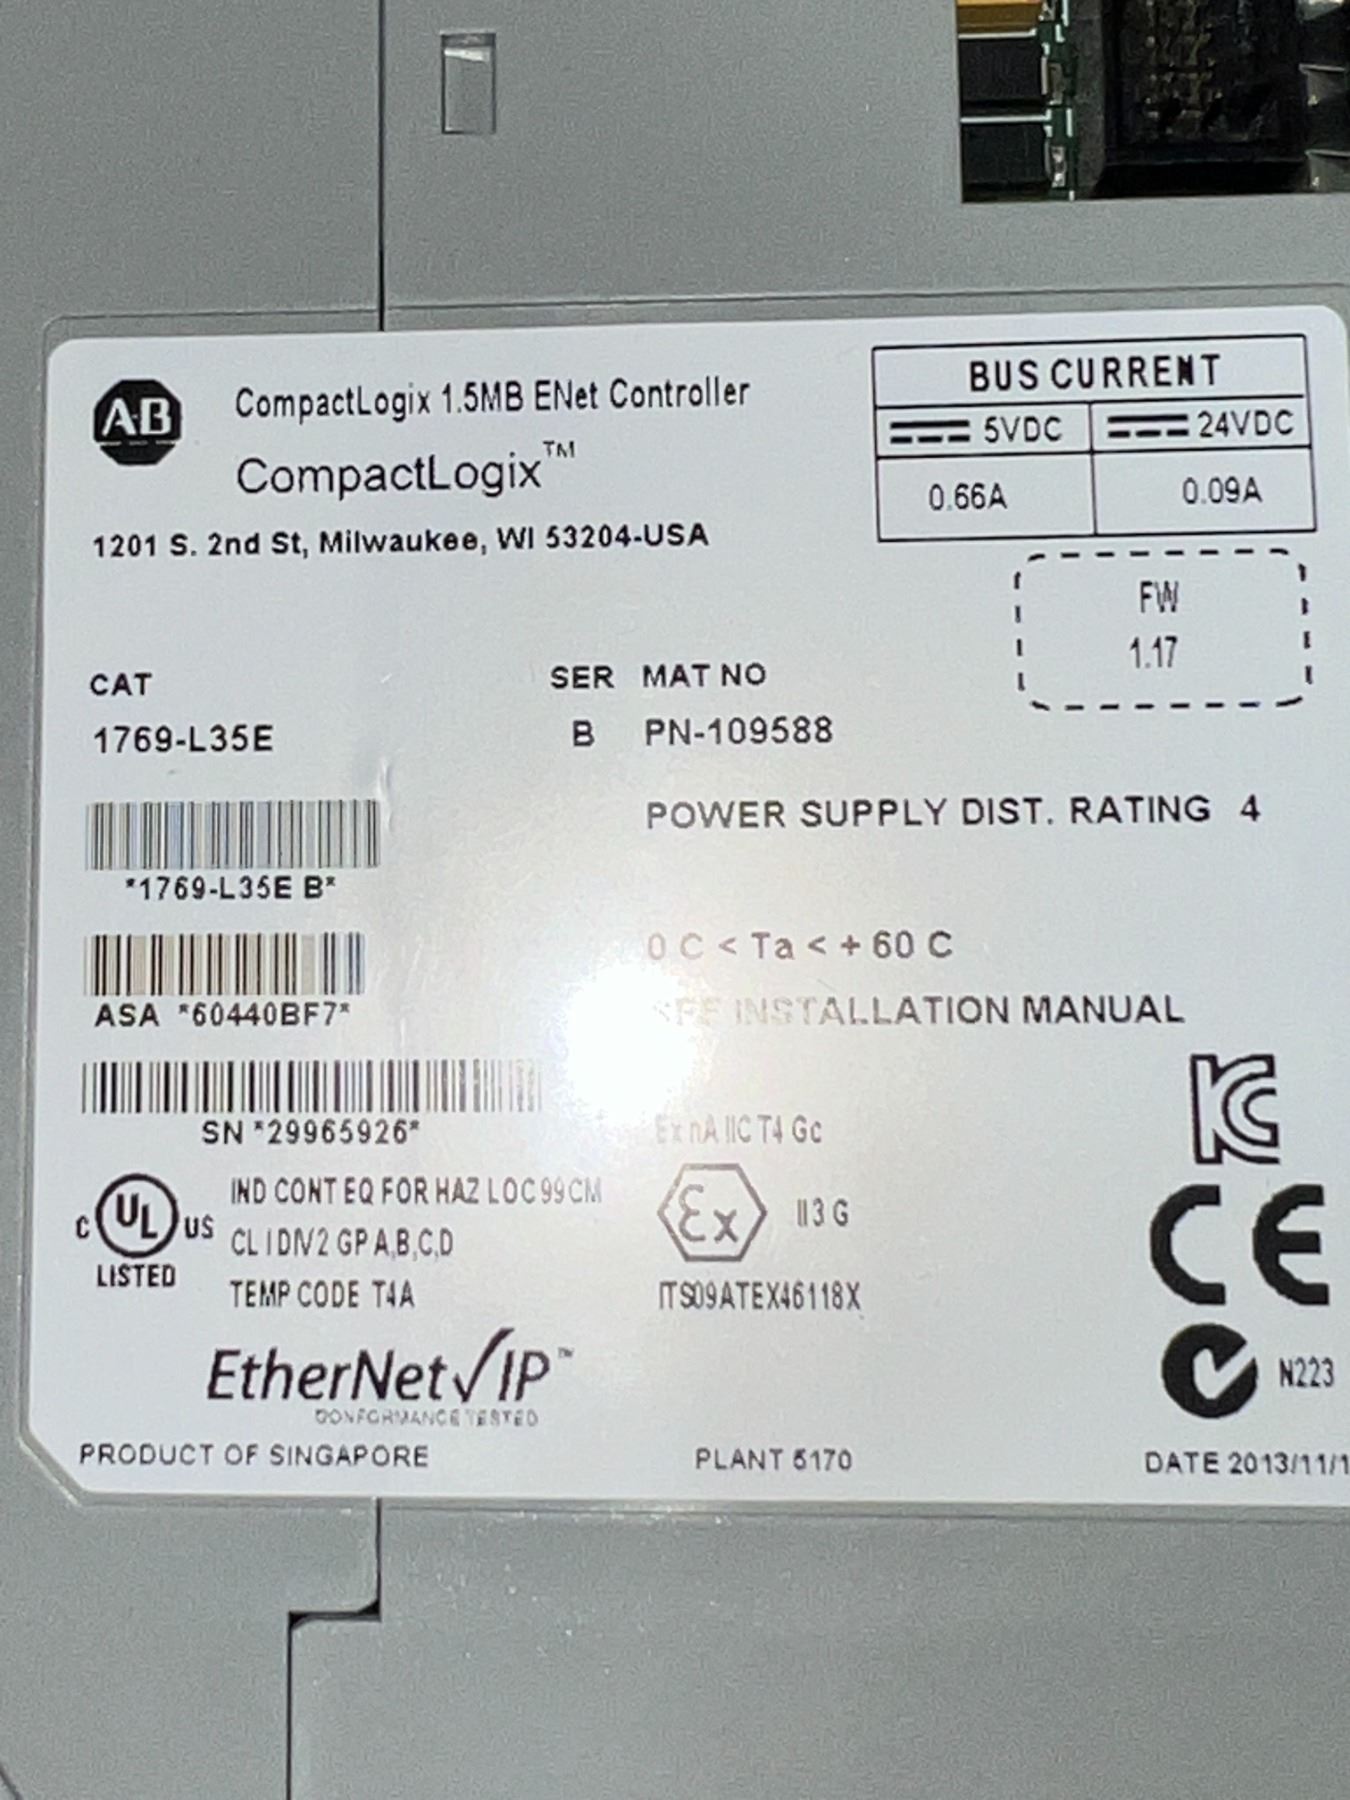 A-B
CompactLogix 1.5MB ENet Controller
CompactLogix™
1201 S. 2nd St, Milwaukee, WI 53204-USA
BUS CURRENT
5VDC 24VDC
0.66A 0.09A
FW
1.17
CAT SER MAT NO
1769-L35E B PN-109588
POWER SUPPLY DIST. RATING 4
*1769-L35E B*
0 C < Ta < + 60 C
ASA *60440BF7*
SEE INSTALLATION MANUAL
SN *29965926*
Ex nA IIC T4 Gc
C UL US
LISTED
IND CONT EQ FOR HAZ LOC 99CM
CL I DIV 2 GP A,B,C,D
TEMP CODE T4A
Ex II 3 G
ITS09ATEX46118X
KC
CE
N223
EtherNet/IP™
CONFORMANCE TESTED
PRODUCT OF SINGAPORE PLANT 5170 DATE 2013/11/1